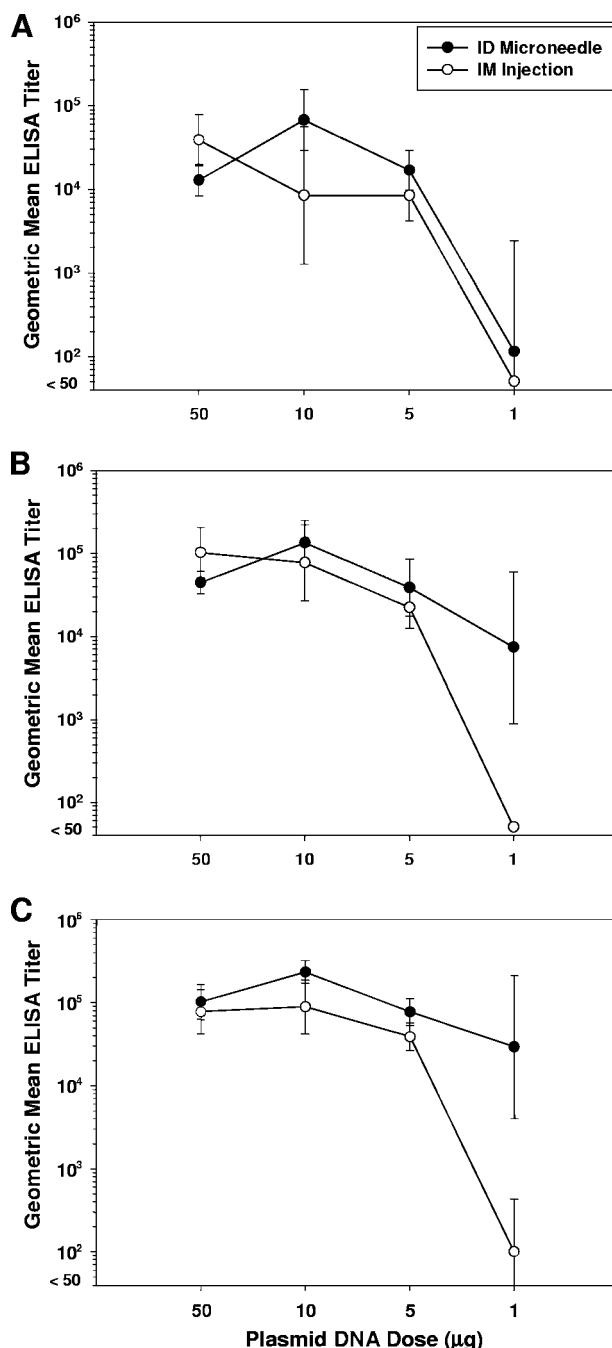 A
Geometric Mean ELISA Titer
10⁶
10⁵
10⁴
10³
10²
< 50
ID Microneedle
IM Injection
50 10 5 1
B
Geometric Mean ELISA Titer
10⁶
10⁵
10⁴
10³
10²
< 50
50 10 5 1
C
Geometric Mean ELISA Titer
10⁶
10⁵
10⁴
10³
10²
< 50
50 10 5 1
Plasmid DNA Dose (µg)